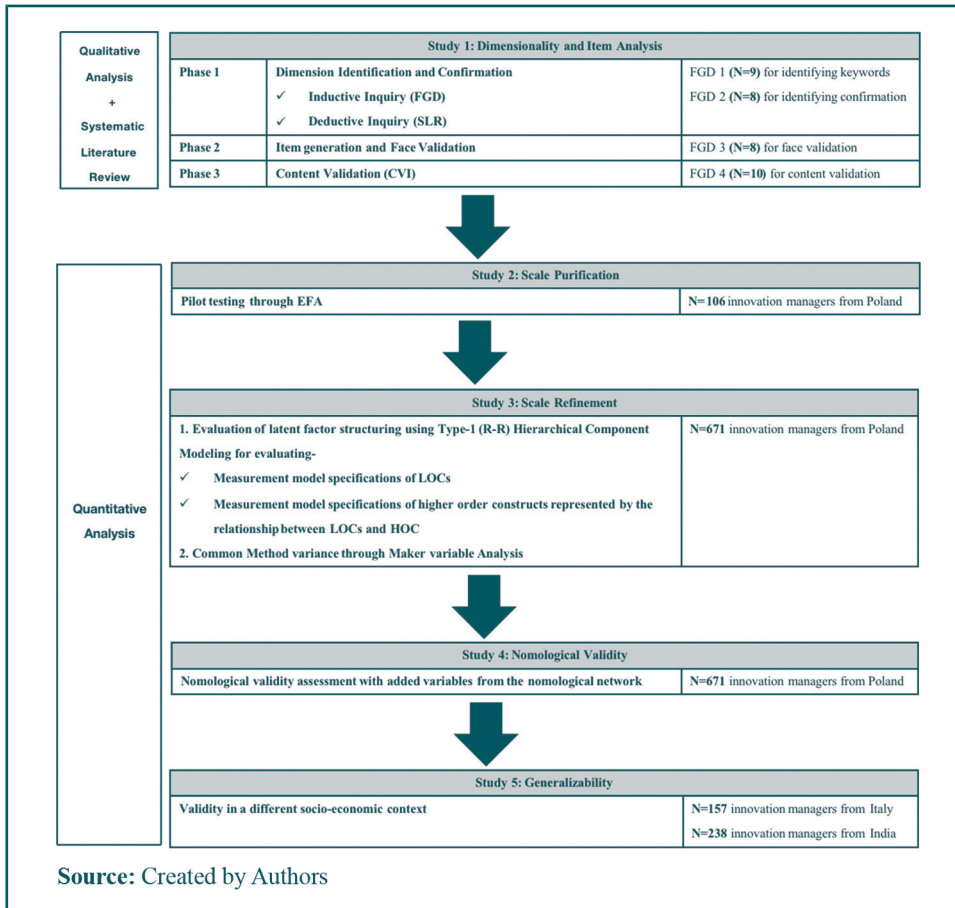 Qualitative
Analysis
+
Systematic
Literature
Review
Study 1: Dimensionality and Item Analysis
Phase 1
Dimension Identification and Confirmation
✓ Inductive Inquiry (FGD)
✓ Deductive Inquiry (SLR)
FGD 1 (N=9) for identifying keywords
FGD 2 (N=8) for identifying confirmation
Phase 2
Item generation and Face Validation
FGD 3 (N=8) for face validation
Phase 3
Content Validation (CVI)
FGD 4 (N=10) for content validation
Quantitative
Analysis
Study 2: Scale Purification
Pilot testing through EFA
N=106 innovation managers from Poland
Study 3: Scale Refinement
1. Evaluation of latent factor structuring using Type-1 (R-R) Hierarchical Component
Modeling for evaluating-
✓ Measurement model specifications of LOCs
✓ Measurement model specifications of higher order constructs represented by the
relationship between LOCs and HOC
2. Common Method variance through Maker variable Analysis
N=671 innovation managers from Poland
Study 4: Nomological Validity
Nomological validity assessment with added variables from the nomological network
N=671 innovation managers from Poland
Study 5: Generalizability
Validity in a different socio-economic context
N=157 innovation managers from Italy
N=238 innovation managers from India
Source: Created by Authors